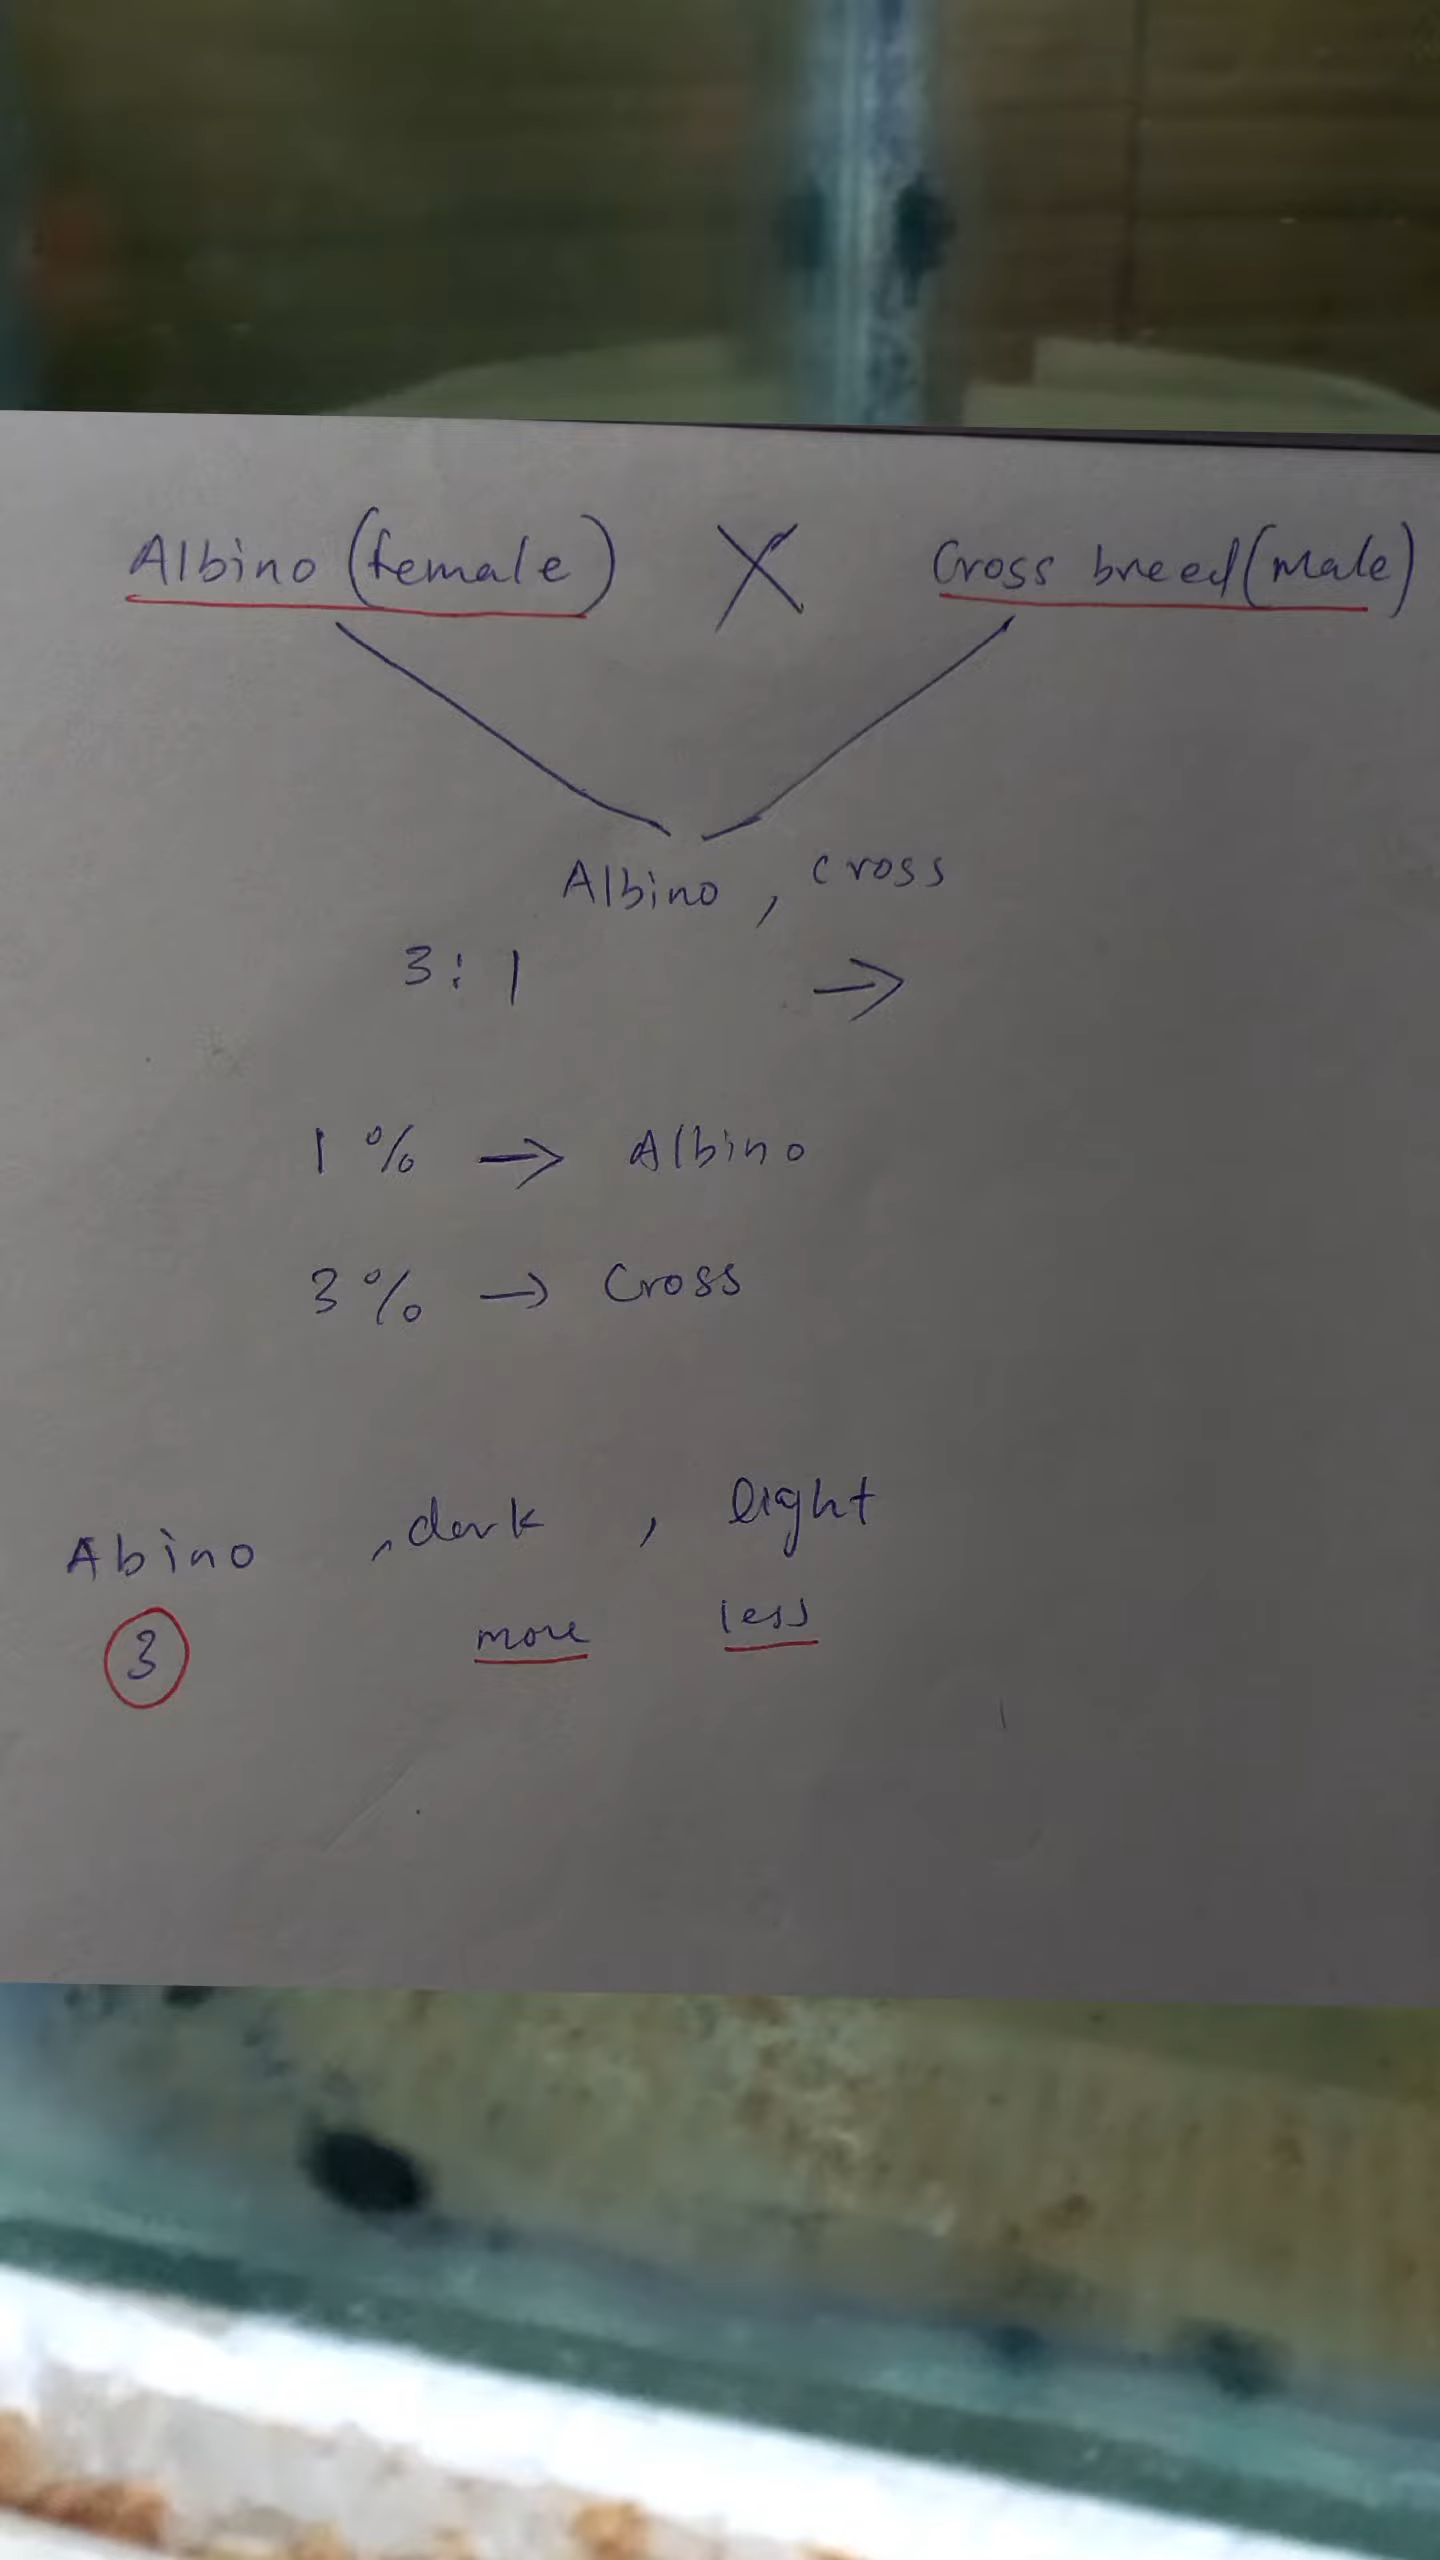 Albino (female) X Cross breed (Male)
Albino , cross
3 : 1 →
1 % → Albino
3 % → Cross
Abino , dark , light
3 more less